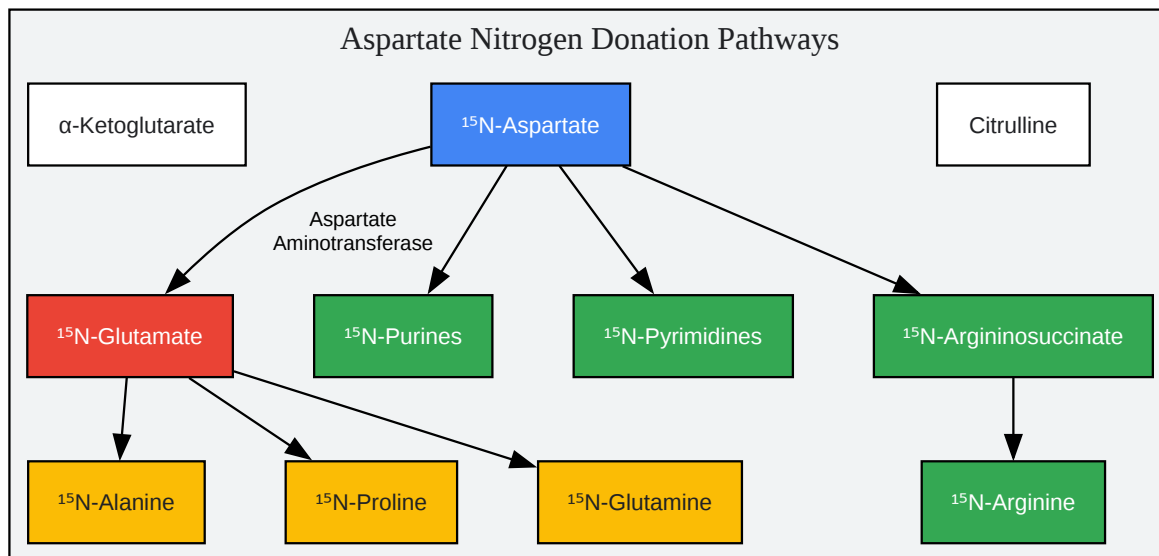 Aspartate Nitrogen Donation Pathways
α-Ketoglutarate
¹⁵N-Aspartate
Citrulline
Aspartate
Aminotransferase
¹⁵N-Glutamate
¹⁵N-Purines
¹⁵N-Pyrimidines
¹⁵N-Argininosuccinate
¹⁵N-Alanine
¹⁵N-Proline
¹⁵N-Glutamine
¹⁵N-Arginine